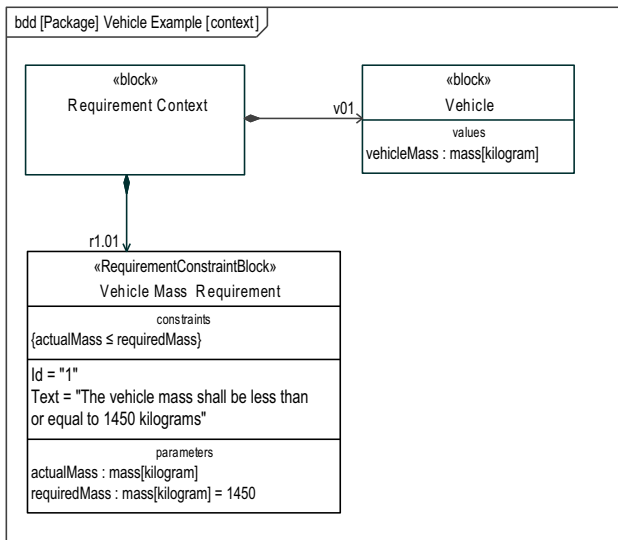 bdd [Package] Vehicle Example [context]
«block»
Requirement Context
«block»
Vehicle
v01
values
vehicleMass : mass[kilogram]
r1.01
«RequirementConstraintBlock»
Vehicle Mass Requirement
constraints
{actualMass ≤ requiredMass}
Id = "1"
Text = "The vehicle mass shall be less than
or equal to 1450 kilograms"
parameters
actualMass : mass[kilogram]
requiredMass : mass[kilogram] = 1450